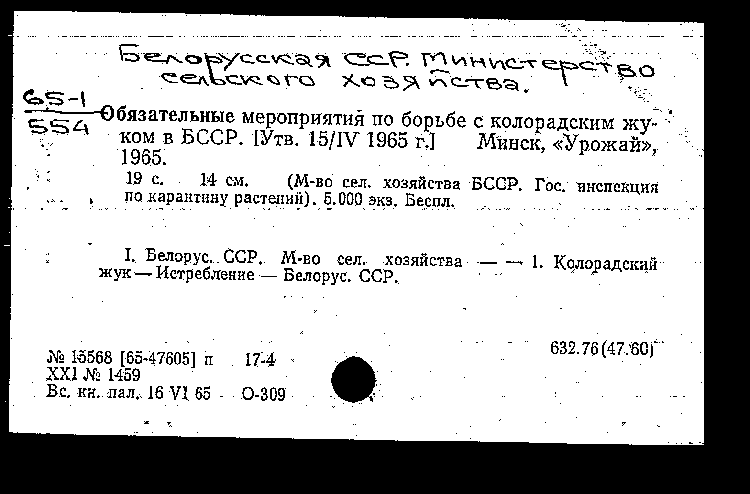 Белорусская ССР. Министерство
сельского хозяйства.
65-1
554
Обязательные мероприятия по борьбе с колорадским жу-
ком в БССР. [Утв. 15/IV 1965 г.] Минск, «Урожай»,
1965.
19 с. 14 см. (М-во сел. хозяйства БССР. Гос. инспекция
по карантину растений). 5.000 экз. Беспл.
I. Белорус. ССР. М-во сел. хозяйства — — 1. Колорадский
жук — Истребление — Белорус. ССР.
632.76(47.60)
№ 15568 [65-47605] п 17-4
XXI № 1459
Вс. кн. пал. 16 VI 65 О-309